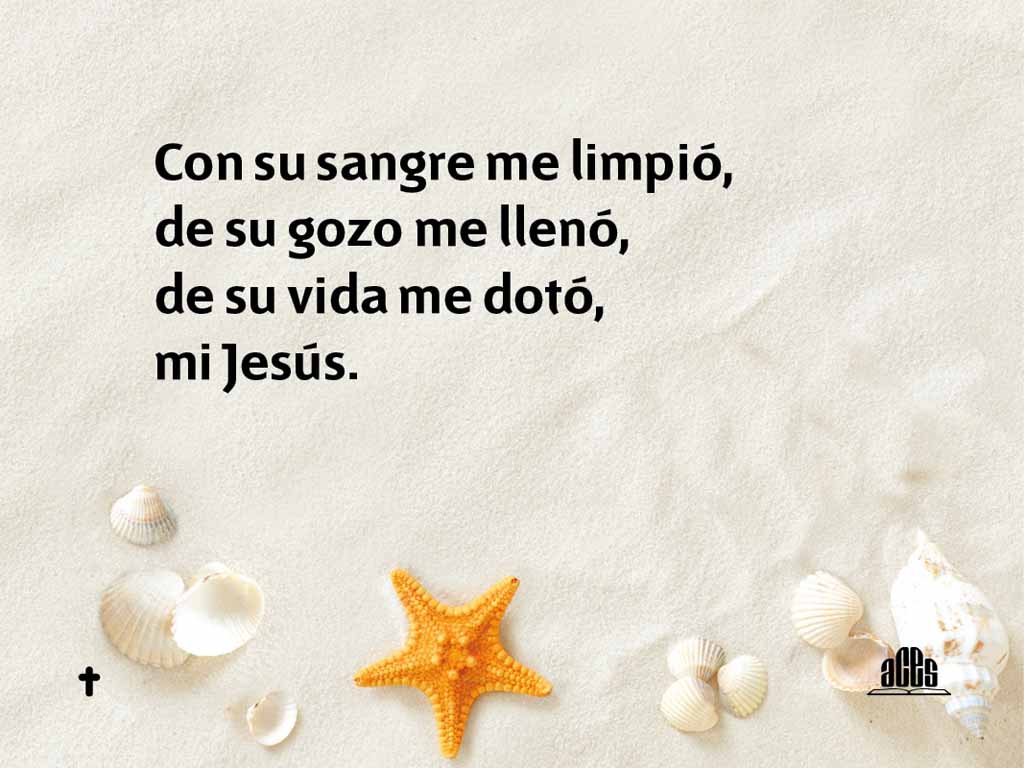 Con su sangre me limpió,
de su gozo me llenó,
de su vida me dotó,
mi Jesús.
aces